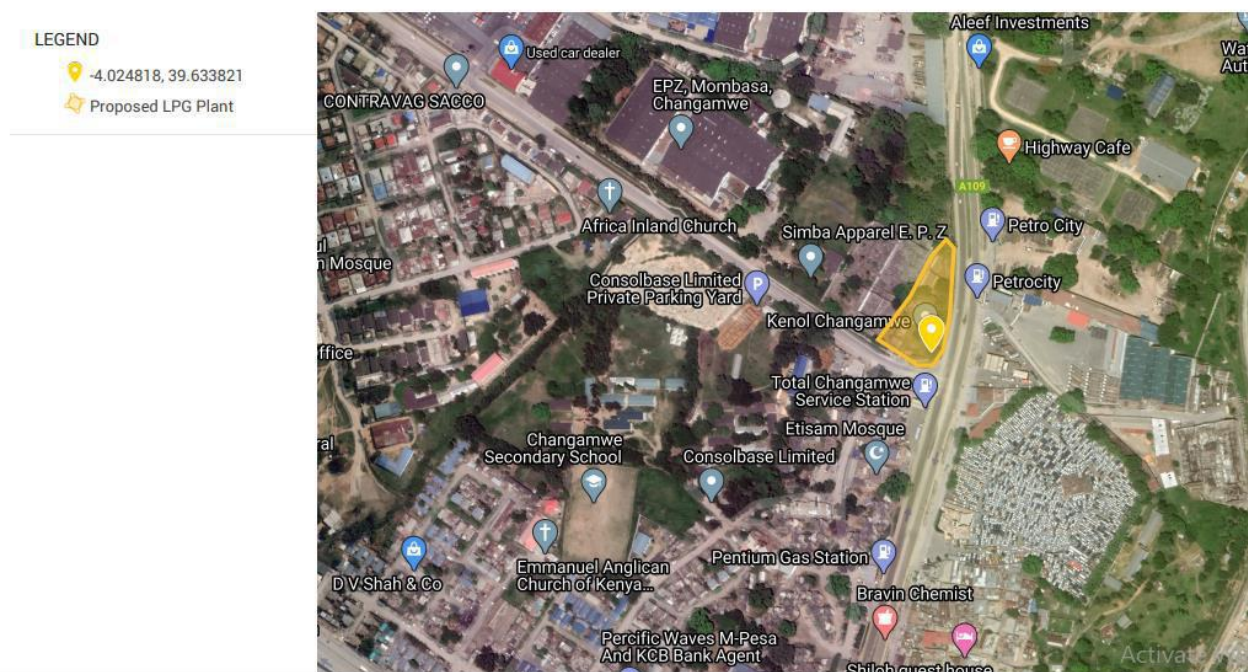 LEGEND
-4.024818, 39.633821
Proposed LPG Plant
Aleef Investments
Used car dealer
CONTRAVAG SACCO
EPZ, Mombasa,
Changamwe
Highway Cafe
A109
Africa Inland Church
Simba Apparel E. P. Z
Petro City
Mosque
Consolbase Limited
Private Parking Yard
Petrocity
Kenol Changamwe
Total Changamwe
Service Station
Etisam Mosque
Changamwe
Secondary School
Consolbase Limited
Pentium Gas Station
Emmanuel Anglican
Church of Kenya...
D V Shah & Co
Bravin Chemist
Percific Waves M-Pesa
And KCB Bank Agent
Shiloh guest house
Activate